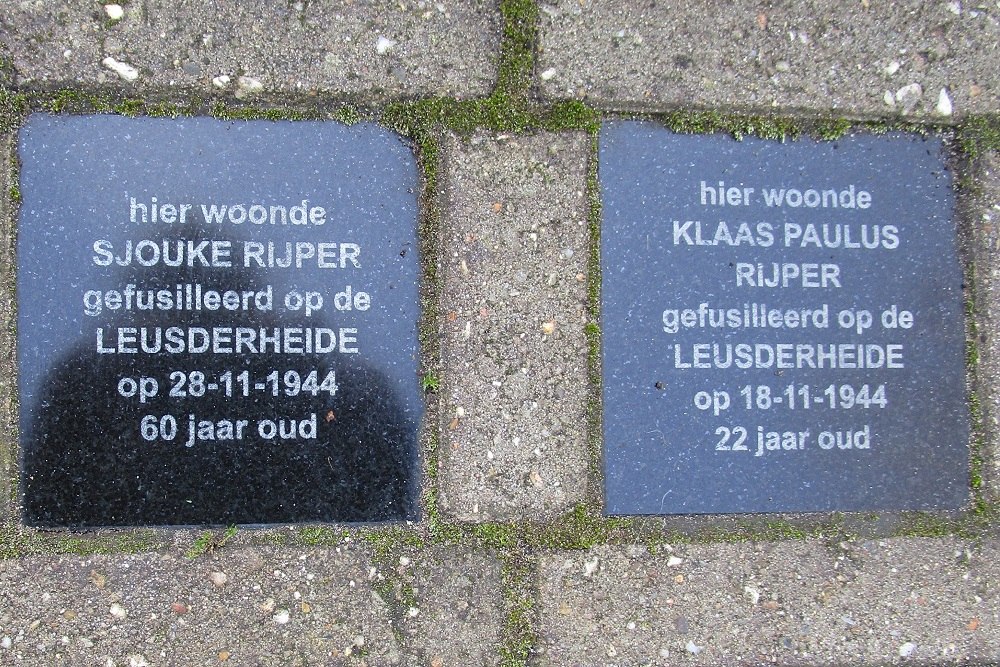 hier woonde
SJOUKE RIJPER
gefusilleerd op de
LEUSDERHEIDE
op 28-11-1944
60 jaar oud
hier woonde
KLAAS PAULUS
RIJPER
gefusilleerd op de
LEUSDERHEIDE
op 18-11-1944
22 jaar oud